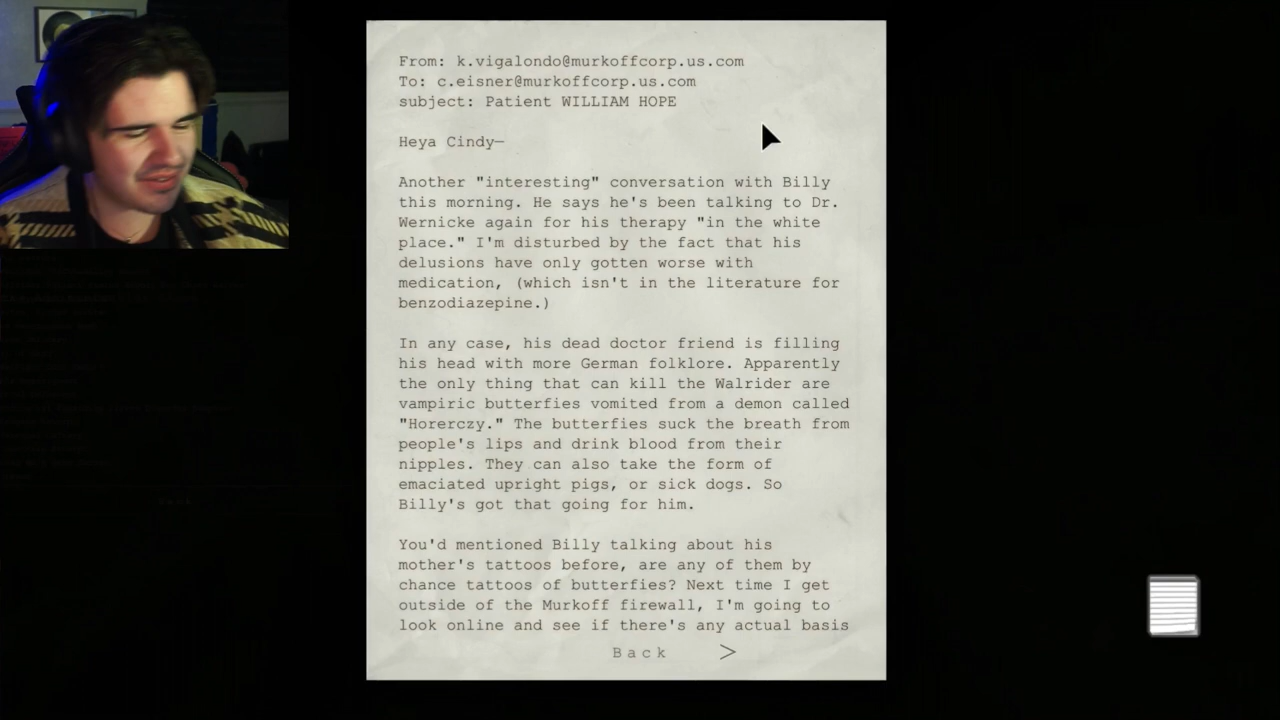 From: k.vigalondo@murkoffcorp.us.com
To: c.eisner@murkoffcorp.us.com
subject: Patient WILLIAM HOPE
Heya Cindy—
Another "interesting" conversation with Billy
this morning. He says he's been talking to Dr.
Wernicke again for his therapy "in the white
place." I'm disturbed by the fact that his
delusions have only gotten worse with
medication, (which isn't in the literature for
benzodiazepine.)
In any case, his dead doctor friend is filling
his head with more German folklore. Apparently
the only thing that can kill the Walrider are
vampiric butterfies vomited from a demon called
"Horerczy." The butterfies suck the breath from
people's lips and drink blood from their
nipples. They can also take the form of
emaciated upright pigs, or sick dogs. So
Billy's got that going for him.
You'd mentioned Billy talking about his
mother's tattoos before, are any of them by
chance tattoos of butterfies? Next time I get
outside of the Murkoff firewall, I'm going to
look online and see if there's any actual basis
Back >